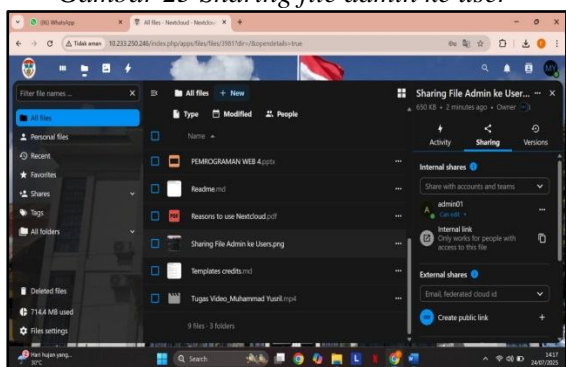 Gambar 23 Sharing file admin ke user
(86) WhatsApp
All files - Nextcloud - Nextclou
Tidak aman
10.233.250.246/index.php/apps/files/files/3981?dir=/&opendetails=true
MY
Filter file names ...
All files
Personal files
Recent
Favorites
Shares
Tags
All folders
Deleted files
714.4 MB used
Files settings
All files
+ New
Type
Modified
People
Name
PEMROGRAMAN WEB 4.pptx
Readme.md
PDF
Reasons to use Nextcloud.pdf
Sharing File Admin ke Users.png
Templates credits.md
Tugas Video_Muhammad Yusril.mp4
9 files - 3 folders
Sharing File Admin ke User...
650 KB • 2 minutes ago • Owner
Activity
Sharing
Versions
Internal shares
Share with accounts and teams
A
admin01
Can edit
Internal link
Only works for people with
access to this file
External shares
Email, federated cloud id
Create public link
Hari hujan yang...
30°C
Search
14:17
24/07/2025